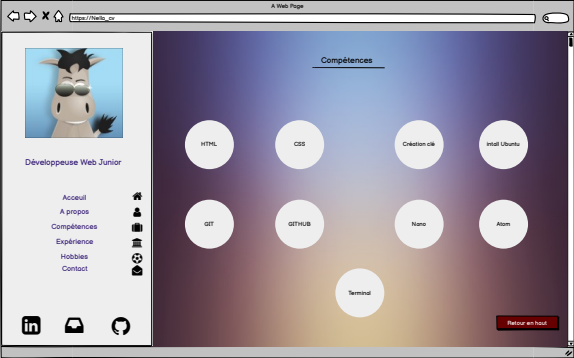 A Web Page
https://Nello_cv
Compétences
Développeuse Web Junior
Acceuil
A propos
Compétences
Expérience
Hobbies
Contact
HTML
CSS
Création clé
intall Ubuntu
GIT
GITHUB
Nano
Atom
Terminal
Retour en haut